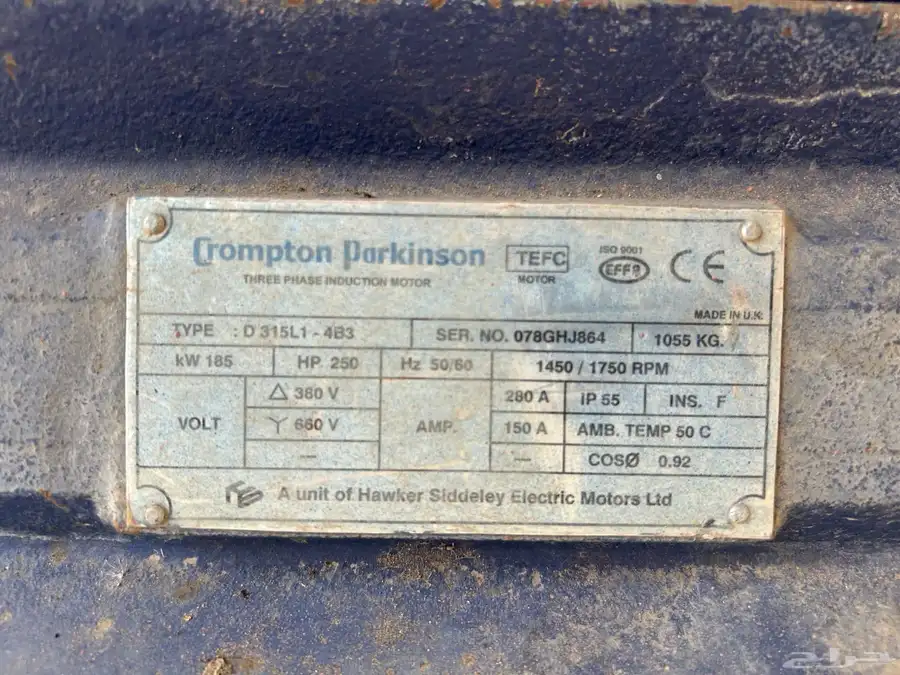 Crompton Parkinson
THREE PHASE INDUCTION MOTOR
TEFC
MOTOR
ISO 9001
CE
MADE IN U.K.
TYPE : D 315L1 - 4B3 SER. NO. 078GHJ864 1055 KG.
kW 185 HP 250 Hz 50/60 1450 / 1750 RPM
VOLT △ 380 V AMP. 280 A IP 55 INS. F
Y 660 V 150 A AMB. TEMP 50 C
--- --- COSØ 0.92
A unit of Hawker Siddeley Electric Motors Ltd
حراج